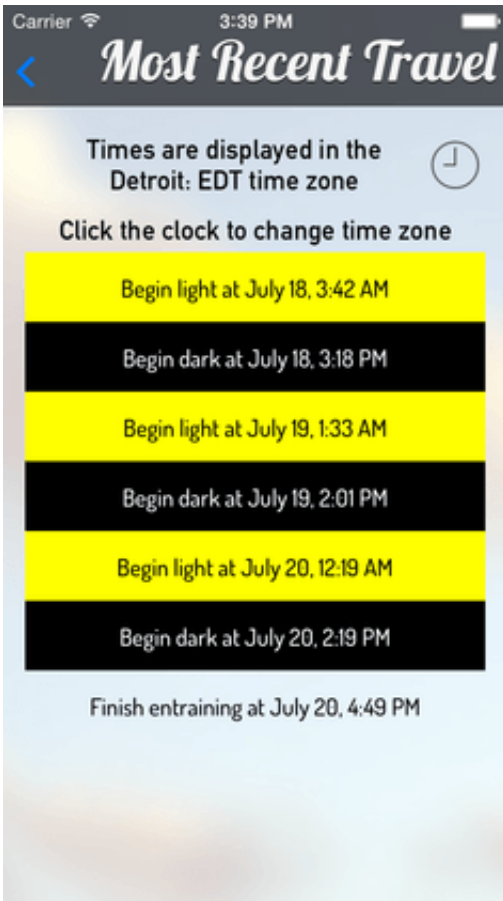 Carrier 3:39 PM
Most Recent Travel
Times are displayed in the
Detroit: EDT time zone
Click the clock to change time zone
Begin light at July 18, 3:42 AM
Begin dark at July 18, 3:18 PM
Begin light at July 19, 1:33 AM
Begin dark at July 19, 2:01 PM
Begin light at July 20, 12:19 AM
Begin dark at July 20, 2:19 PM
Finish entraining at July 20, 4:49 PM